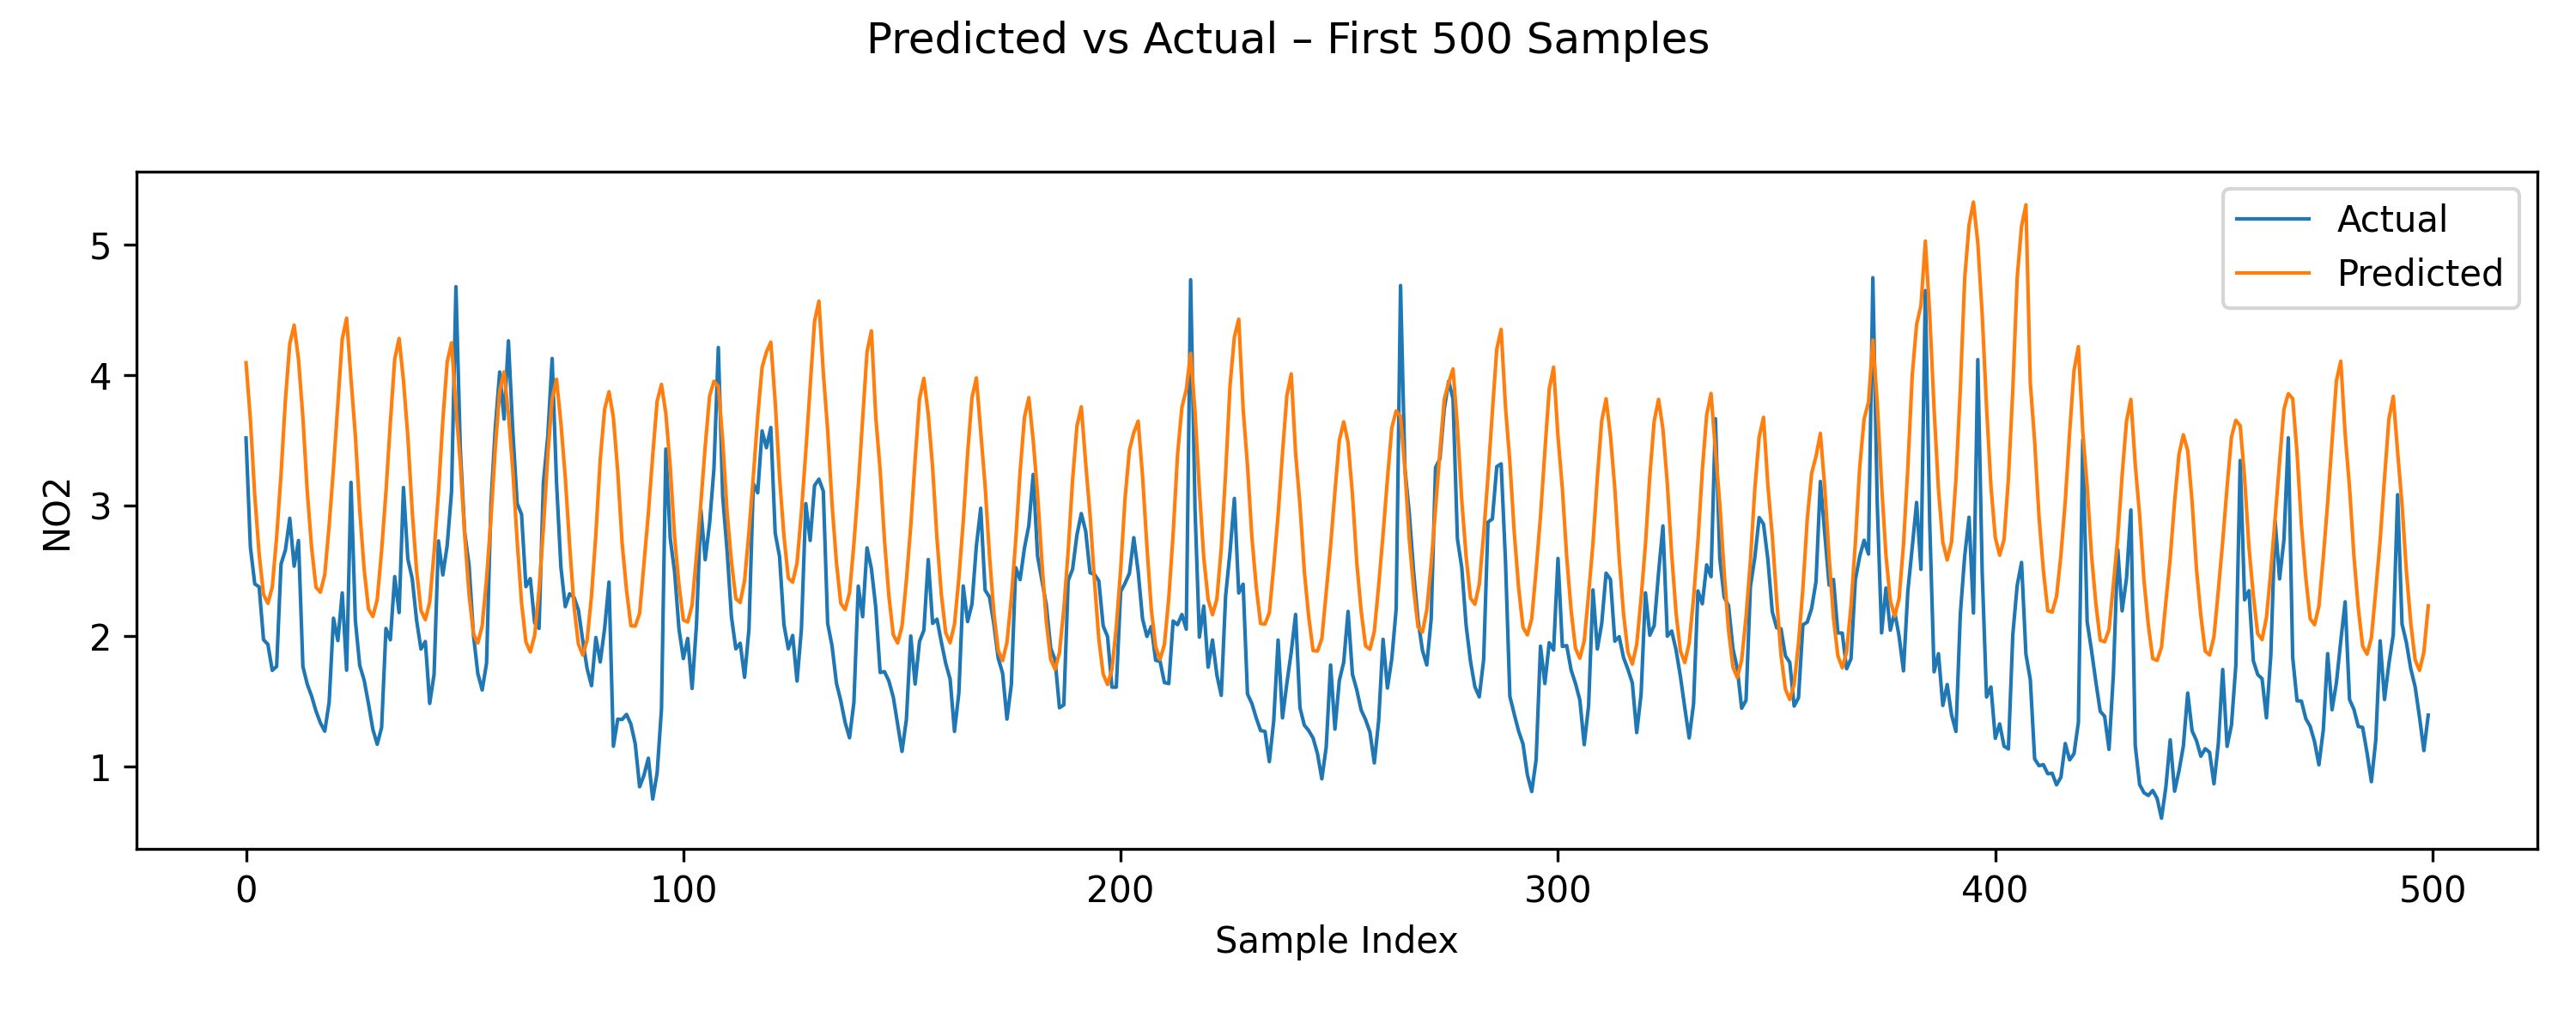 Predicted vs Actual – First 500 Samples
Actual
Predicted
NO2
5
4
3
2
1
0 100 200 300 400 500
Sample Index